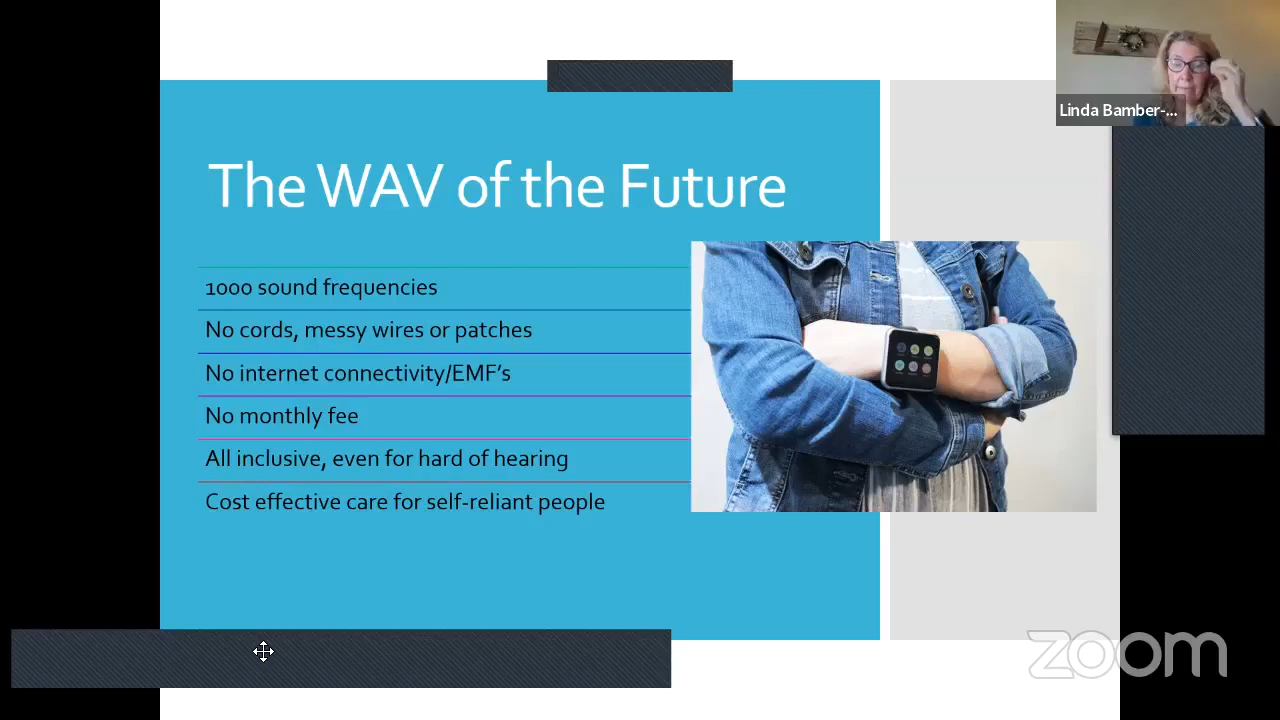 Linda Bamber-...
The WAV of the Future
1000 sound frequencies
No cords, messy wires or patches
No internet connectivity/EMF's
No monthly fee
All inclusive, even for hard of hearing
Cost effective care for self-reliant people
zoom